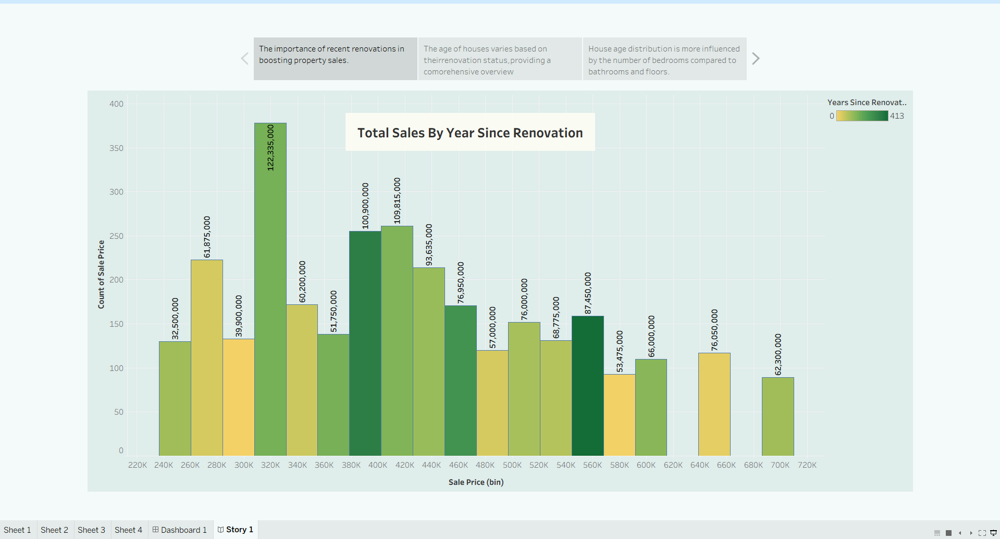 The importance of recent renovations in
boosting property sales.
The age of houses varies based on
theirrenovation status,providing a
comorehensive overview
House age distribution is more influenced
by the number of bedrooms compared to
bathrooms and floors.
Total Sales By Year Since Renovation
Years Since Renovat..
0 413
Count of Sale Price
400
350
300
250
200
150
100
50
0
32,500,000
61,875,000
39,900,000
122,335,000
60,200,000
51,750,000
100,900,000
109,815,000
93,635,000
76,950,000
57,000,000
76,000,000
68,775,000
87,450,000
53,475,000
66,000,000
76,050,000
62,300,000
220K 240K 260K 280K 300K 320K 340K 360K 380K 400K 420K 440K 460K 480K 500K 520K 540K 560K 580K 600K 620K 640K 660K 680K 700K 720K
Sale Price (bin)
Sheet 1 Sheet 2 Sheet 3 Sheet 4 Dashboard 1 Story 1